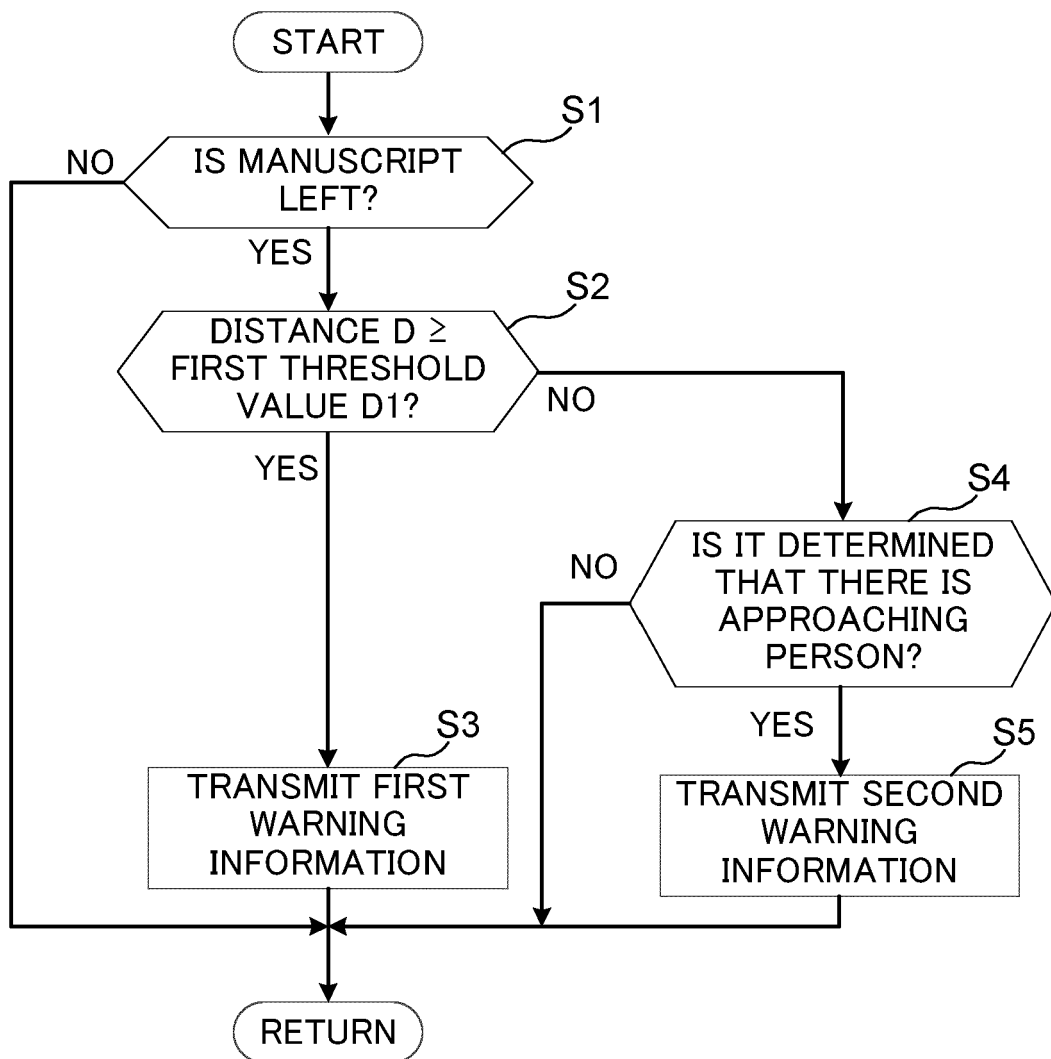 START
S1
NO
IS MANUSCRIPT
LEFT?
YES
S2
DISTANCE D ≥
FIRST THRESHOLD
VALUE D1?
NO
YES
S4
IS IT DETERMINED
THAT THERE IS
APPROACHING
PERSON?
NO
YES
S3
TRANSMIT FIRST
WARNING
INFORMATION
S5
TRANSMIT SECOND
WARNING
INFORMATION
RETURN